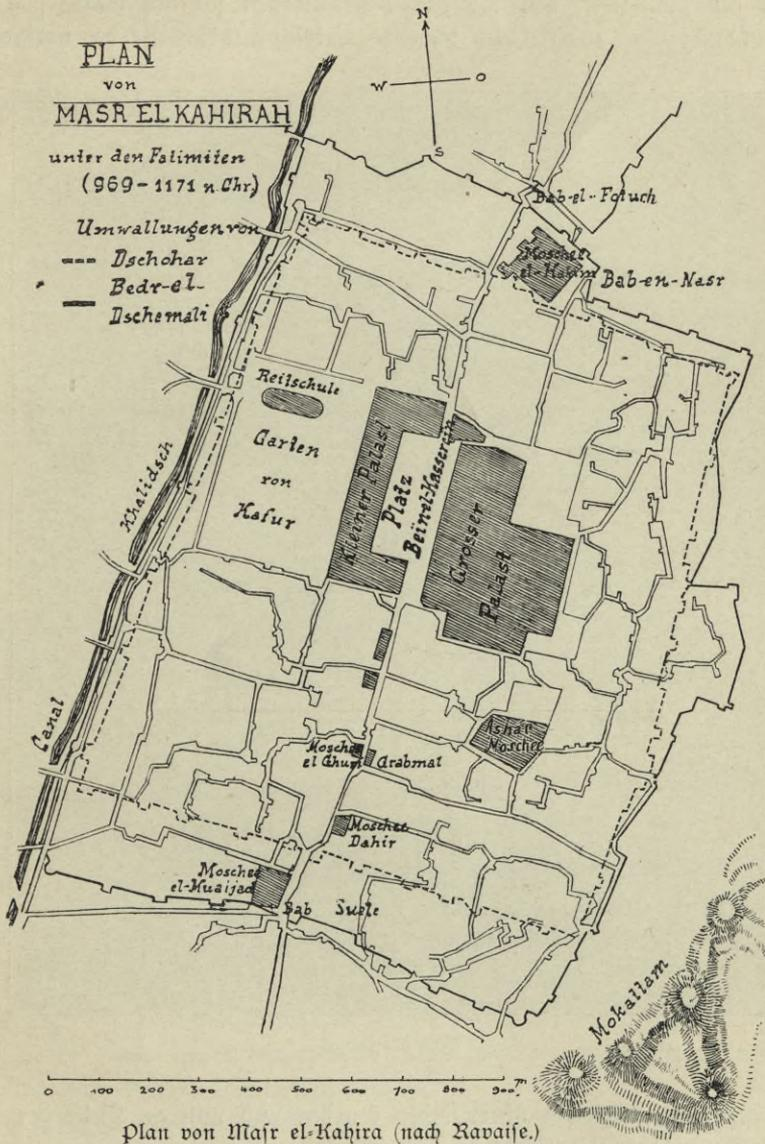 PLAN
von
MASR EL KAHIRAH
unter den Fatimiten
(969-1171 n. Chr.)
Umwallungen von
Dschohar
Bedr-el-
Dschemali
N
W
O
S
Bab-el-Fotuch
Moschee
el-Hakim
Bab-en-Nasr
Reitschule
Garten
von
Kafur
Kleiner Palast
Platz
Bein-el-Kasserein
Grosser
Palast
Khalidsch
Canal
Ashar
Moschee
Moschee
el Ghuri
Grabmal
Moschee
Dahir
Moschee
el-Muaijad
Bab Suele
Mokattam
0 100 200 300 400 500 600 700 800 900 m
Plan von Masr el-Kahira (nach Ravaise.)